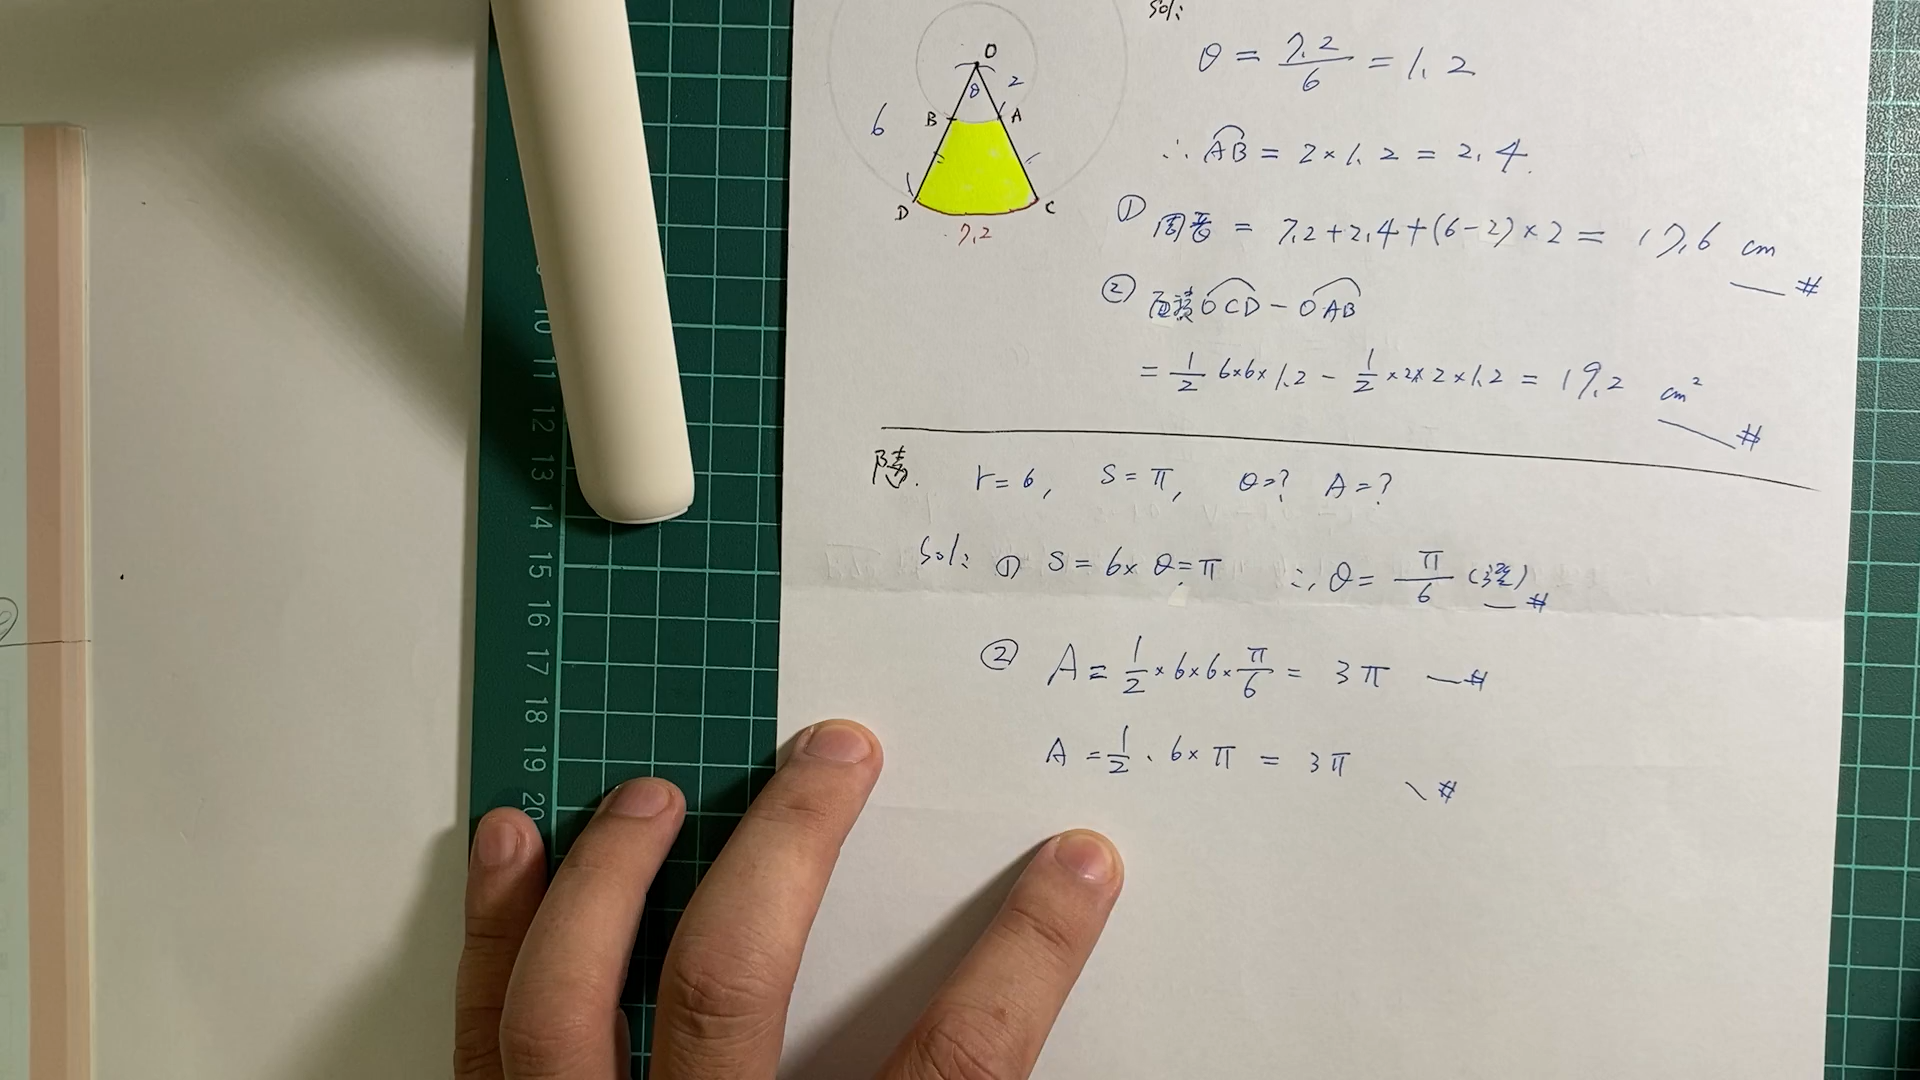 Sol:
O
θ
2
6
B
A
D
C
7.2
θ = 7.2/6 = 1.2
∴ AB⌒ = 2×1.2 = 2.4
① 周長 = 7.2+2.4+(6-2)×2 = 17.6 cm #
② 面積 OCD⌒ - OAB⌒
= 1/2 6×6×1.2 - 1/2 ×2×2×1.2 = 19.2 cm² #
隨. r=6, S=π, θ=? A=?
Sol: ① S = 6×θ=π ∴ θ = π/6 (弳) #
② A = 1/2×6×6×π/6 = 3π #
A = 1/2 · 6×π = 3π #
10
11
12
13
14
15
16
17
18
19
20